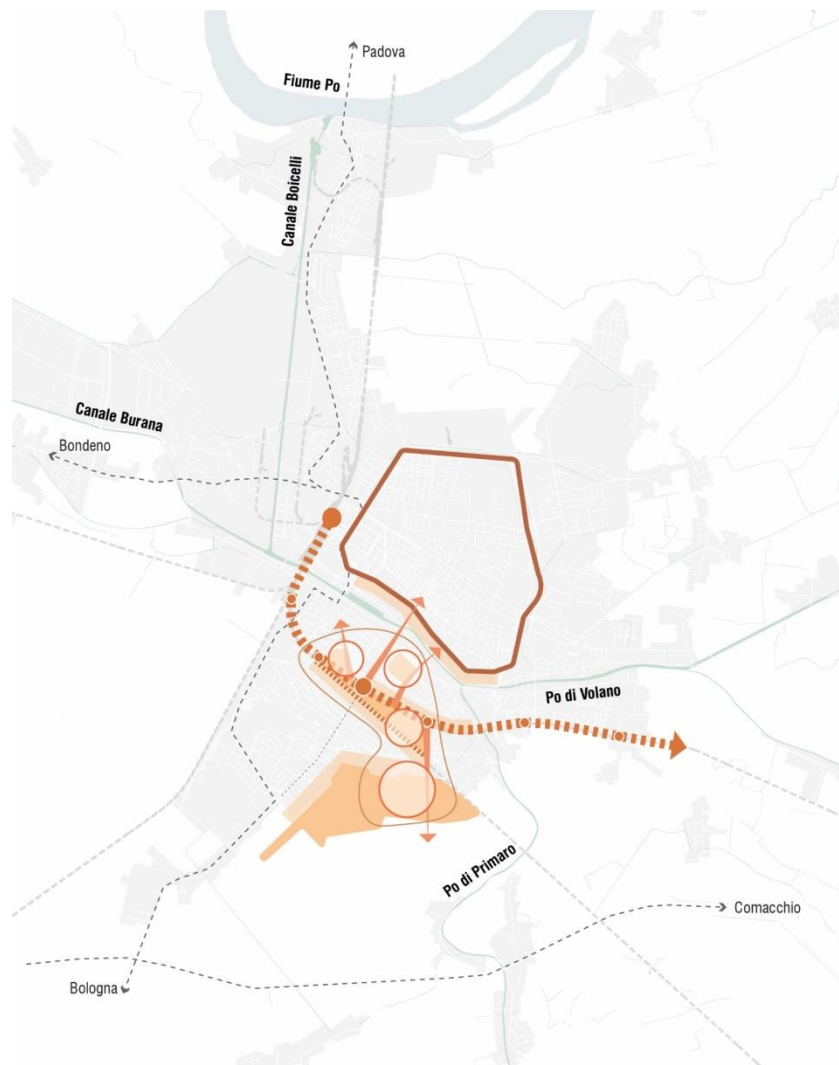 Padova
Fiume Po
Canale Boicelli
Canale Burana
Bondeno
Po di Volano
Po di Primaro
Comacchio
Bologna